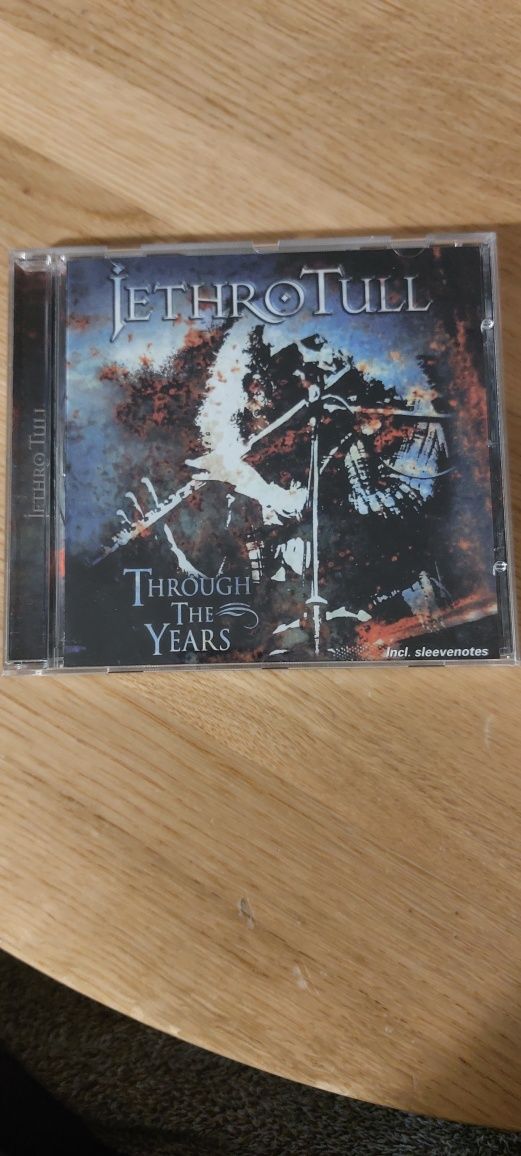 JETHRO TULL
JETHRO TULL
THROUGH
THE
YEARS
Incl. sleevenotes